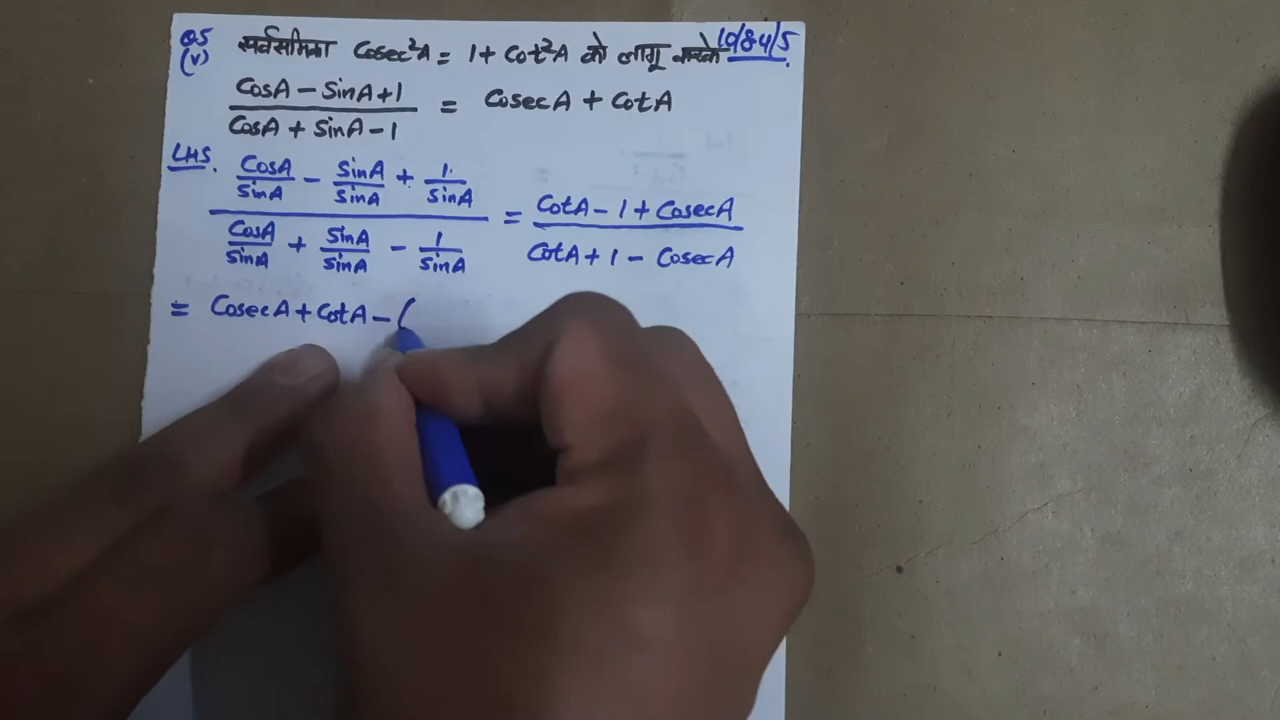 Q5 सर्वसमिका Cosec²A = 1 + Cot²A को लागू करके 10/8.4/5
(v)
CosA – SinA + 1 / CosA + SinA – 1 = CosecA + CotA
LHS. CosA/SinA – SinA/SinA + 1/SinA / CosA/SinA + SinA/SinA – 1/SinA = CotA – 1 + CosecA / CotA + 1 – CosecA
= CosecA + CotA – (